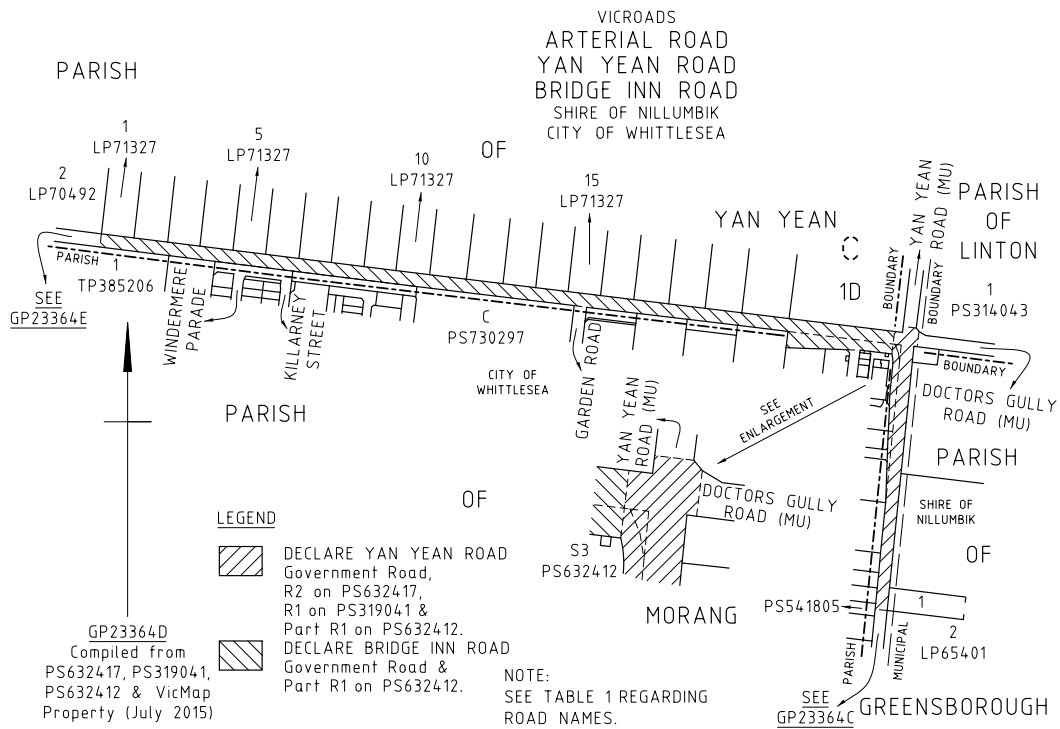 VICROADS
ARTERIAL ROAD
YAN YEAN ROAD
BRIDGE INN ROAD
SHIRE OF NILLUMBIK
CITY OF WHITTLESEA
PARISH
OF
YAN YEAN
1
LP71327
5
LP71327
10
LP71327
15
LP71327
2
LP70492
YAN YEAN
ROAD (MU)
PARISH
OF
LINTON
BOUNDARY
BOUNDARY
1D
1
PS314043
PARISH
1
TP385206
SEE
GP23364E
WINDERMERE
PARADE
KILLARNEY
STREET
C
PS730297
CITY OF
WHITTLESEA
GARDEN ROAD
BOUNDARY
DOCTORS GULLY
ROAD (MU)
SEE
ENLARGEMENT
YAN YEAN
ROAD (MU)
DOCTORS GULLY
ROAD (MU)
S3
PS632412
PARISH
OF
MORANG
PARISH
SHIRE OF
NILLUMBIK
OF
GREENSBOROUGH
PS541805
1
2
LP65401
PARISH
MUNICIPAL
SEE
GP23364C
LEGEND
DECLARE YAN YEAN ROAD
Government Road,
R2 on PS632417,
R1 on PS319041 &
Part R1 on PS632412.
DECLARE BRIDGE INN ROAD
Government Road &
Part R1 on PS632412.
GP23364D
Compiled from
PS632417, PS319041,
PS632412 & VicMap
Property (July 2015)
NOTE:
SEE TABLE 1 REGARDING
ROAD NAMES.